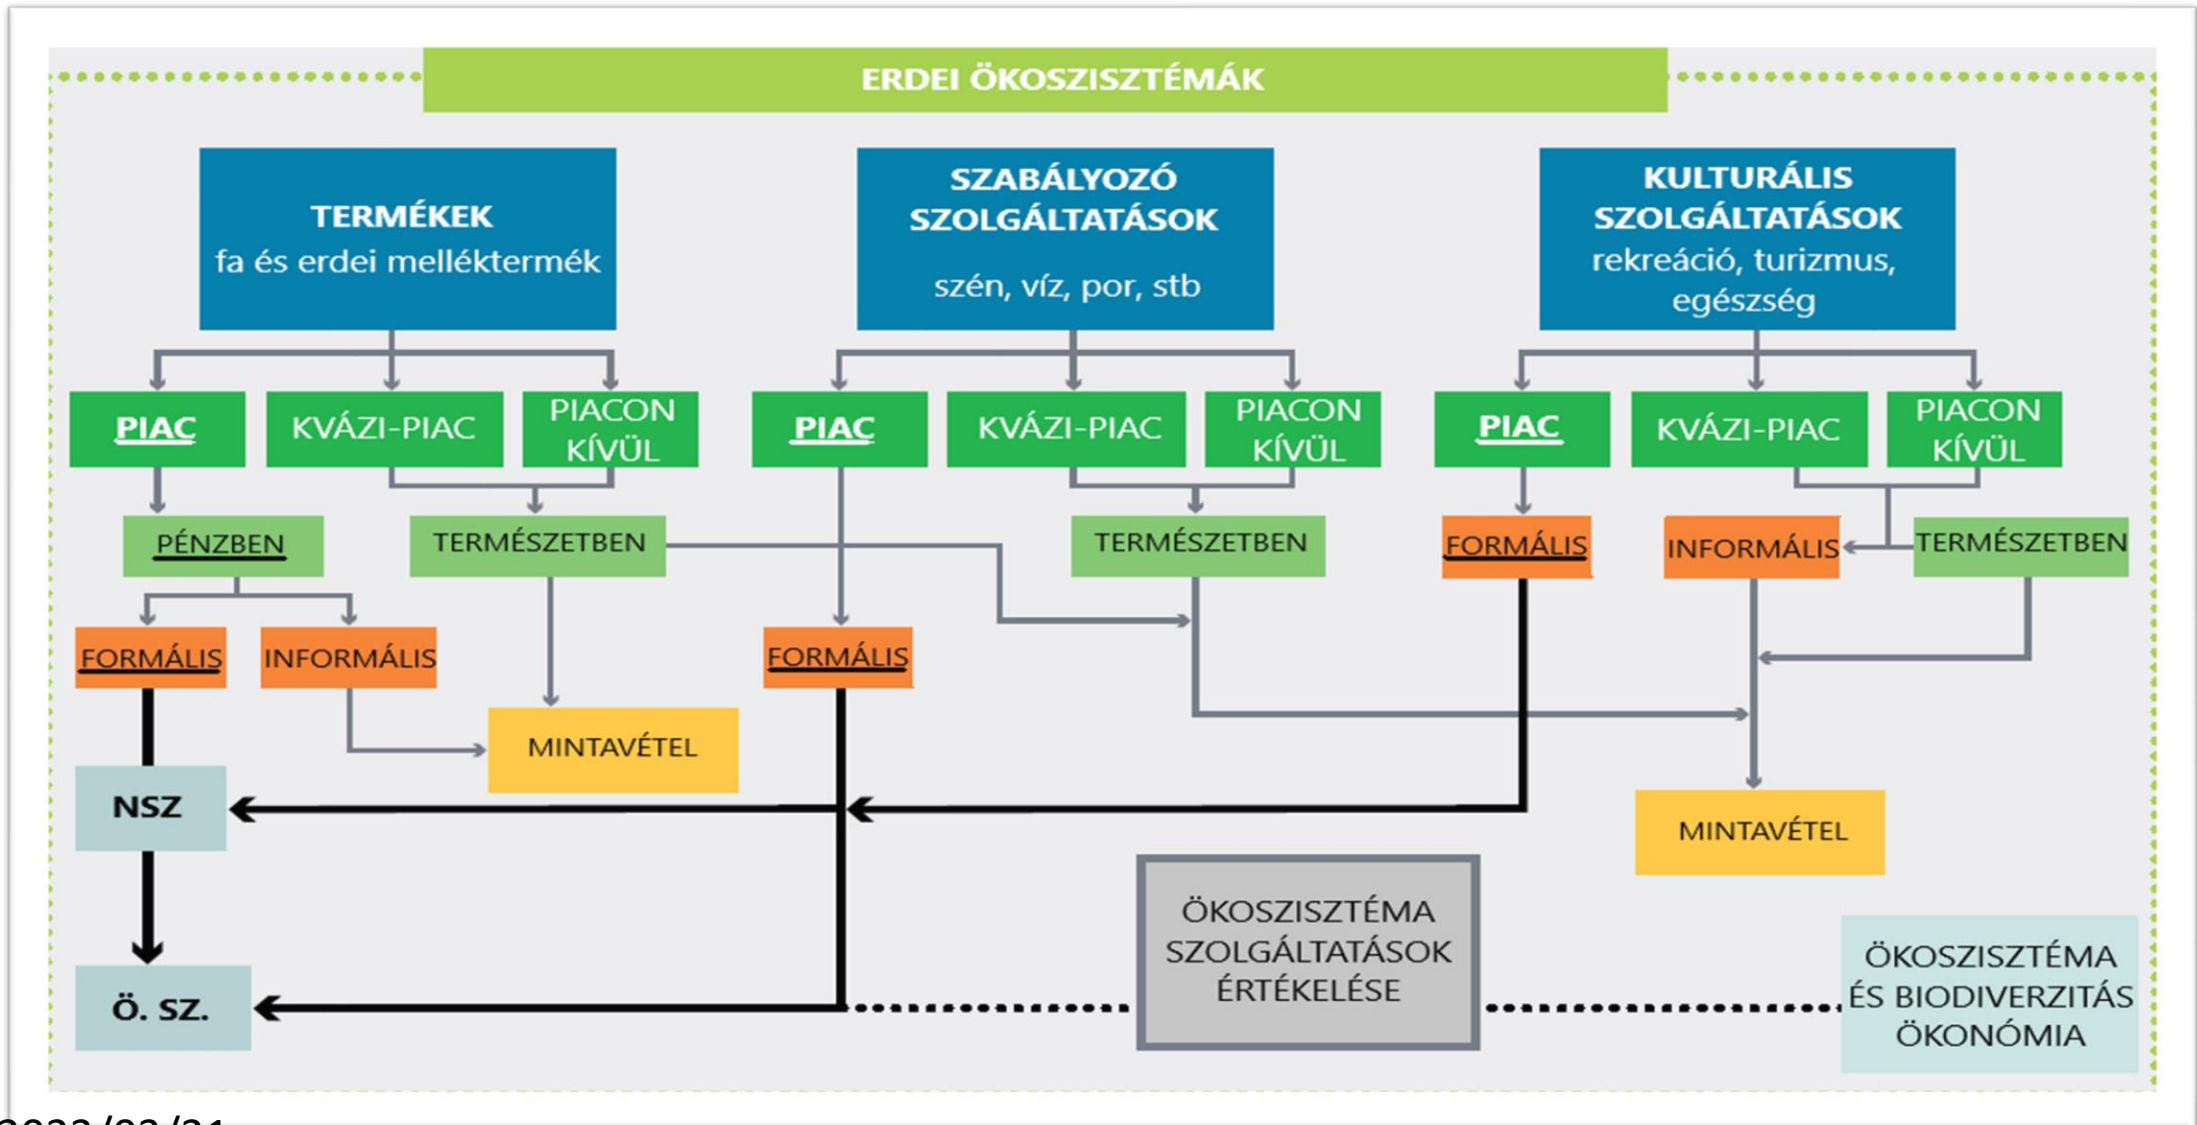 ERDEI ÖKOSZISZTÉMÁK
TERMÉKEK
fa és erdei melléktermék
SZABÁLYOZÓ
SZOLGÁLTATÁSOK
szén, víz, por, stb
KULTURÁLIS
SZOLGÁLTATÁSOK
rekreáció, turizmus,
egészség
PIAC
KVÁZI-PIAC
PIACON
KÍVÜL
PIAC
KVÁZI-PIAC
PIACON
KÍVÜL
PIAC
KVÁZI-PIAC
PIACON
KÍVÜL
PÉNZBEN
TERMÉSZETBEN
TERMÉSZETBEN
FORMÁLIS
INFORMÁLIS
TERMÉSZETBEN
FORMÁLIS
INFORMÁLIS
FORMÁLIS
MINTAVÉTEL
NSZ
MINTAVÉTEL
Ö. SZ.
ÖKOSZISZTÉMA
SZOLGÁLTATÁSOK
ÉRTÉKELÉSE
ÖKOSZISZTÉMA
ÉS BIODIVERZITÁS
ÖKONÓMIA